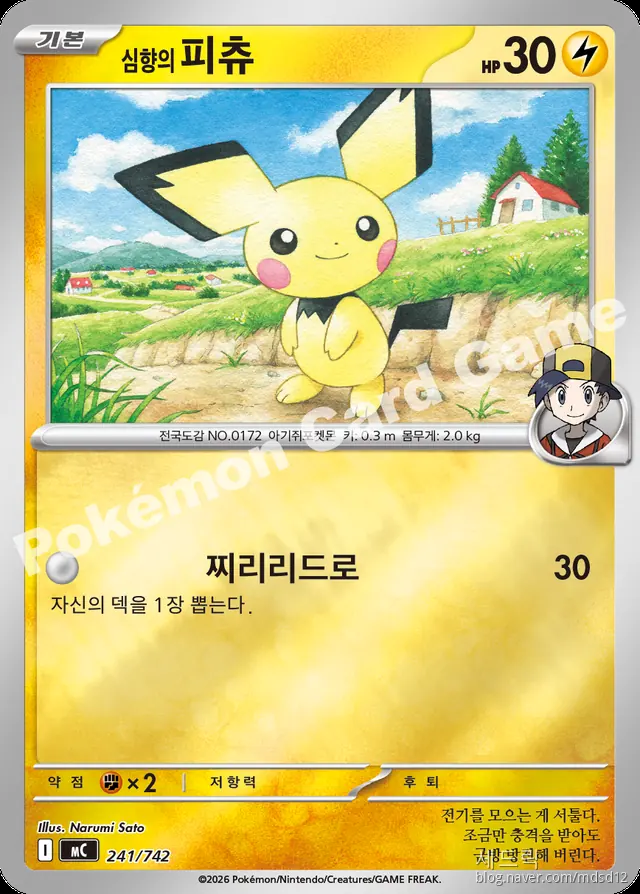 기본
심향의 피츄
HP 30
전국도감 NO.0172 아기쥐포켓몬 키: 0.3 m 몸무게: 2.0 kg
Pokémon Card Game
찌리리드로 30
자신의 덱을 1장 뽑는다.
약점 ×2 저항력 후퇴
전기를 모으는 게 서툴다.
조금만 충격을 받아도
금방 방전해 버린다.
Illus. Narumi Sato
I MC 241/742
©2026 Pokémon/Nintendo/Creatures/GAME FREAK.
blog.naver.com/mdsd12